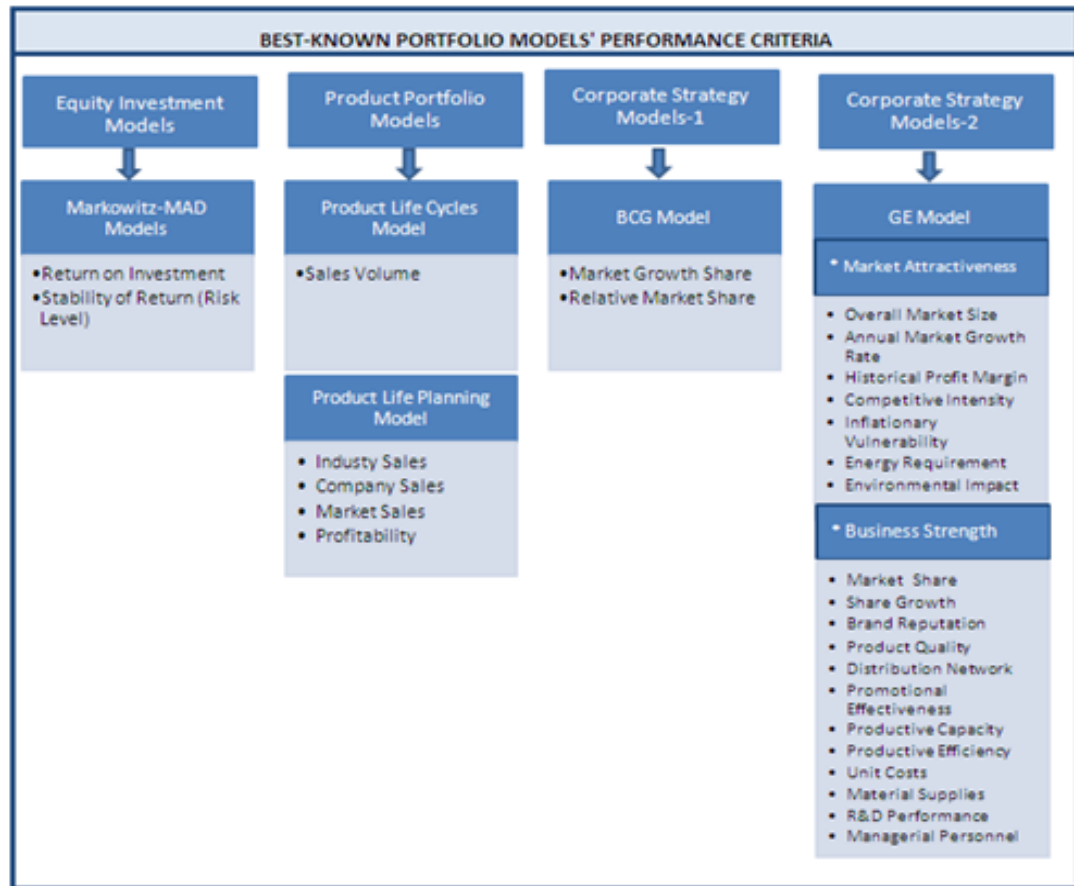 BEST-KNOWN PORTFOLIO MODELS' PERFORMANCE CRITERIA
Equity Investment
Models
Markowitz-MAD
Models
•Return on Investment
•Stability of Return (Risk
Level)
Product Portfolio
Models
Product Life Cycles
Model
•Sales Volume
Product Life Planning
Model
• Industy Sales
• Company Sales
• Market Sales
• Profitability
Corporate Strategy
Models-1
BCG Model
•Market Growth Share
•Relative Market Share
Corporate Strategy
Models-2
GE Model
* Market Attractiveness
• Overall Market Size
• Annual Market Growth
Rate
• Historical Profit Margin
• Competitive Intensity
• Inflationary
Vulnerability
• Energy Requirement
• Environmental Impact
* Business Strength
• Market Share
• Share Growth
• Brand Reputation
• Product Quality
• Distribution Network
• Promotional
Effectiveness
• Productive Capacity
• Productive Efficiency
• Unit Costs
• Material Supplies
• R&D Performance
• Managerial Personnel